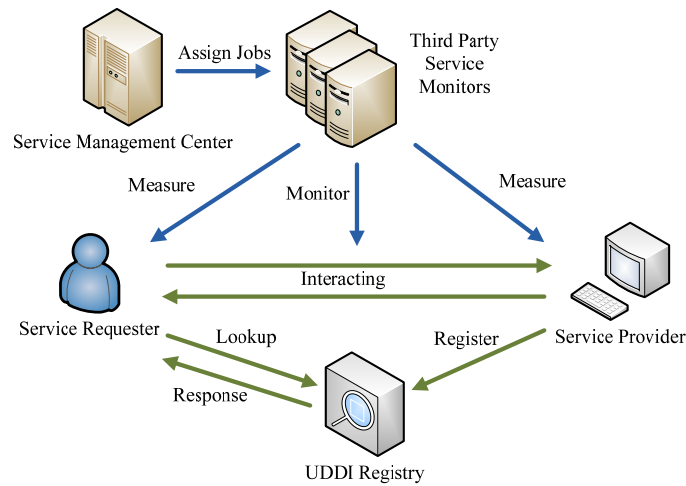 Assign Jobs
Third Party
Service
Monitors
Service Management Center
Measure
Monitor
Measure
Interacting
Service Requester
Service Provider
Lookup
Register
Response
UDDI Registry